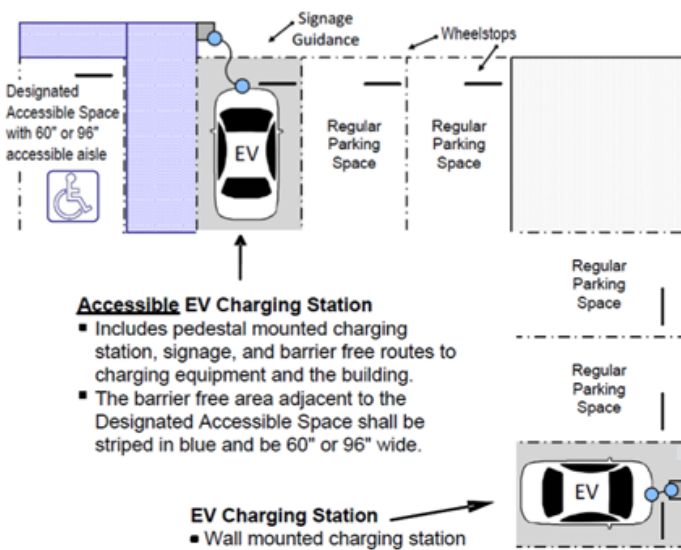 Signage
Guidance
Wheelstops
Designated
Accessible Space
with 60" or 96"
accessible aisle
EV
Regular
Parking
Space
Regular
Parking
Space
Regular
Parking
Space
Accessible EV Charging Station
▪ Includes pedestal mounted charging
station, signage, and barrier free routes to
charging equipment and the building.
▪ The barrier free area adjacent to the
Designated Accessible Space shall be
striped in blue and be 60" or 96" wide.
Regular
Parking
Space
EV
EV Charging Station
▪ Wall mounted charging station